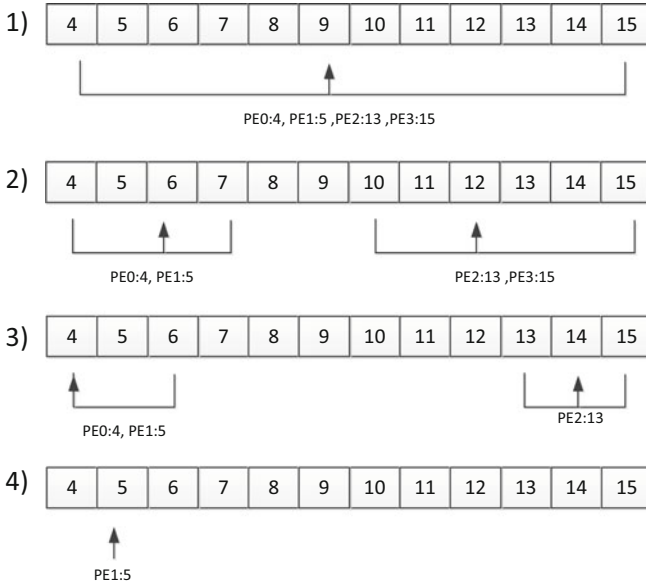 1) 4 5 6 7 8 9 10 11 12 13 14 15
PE0:4, PE1:5 ,PE2:13 ,PE3:15
2) 4 5 6 7 8 9 10 11 12 13 14 15
PE0:4, PE1:5 PE2:13 ,PE3:15
3) 4 5 6 7 8 9 10 11 12 13 14 15
PE0:4, PE1:5 PE2:13
4) 4 5 6 7 8 9 10 11 12 13 14 15
PE1:5